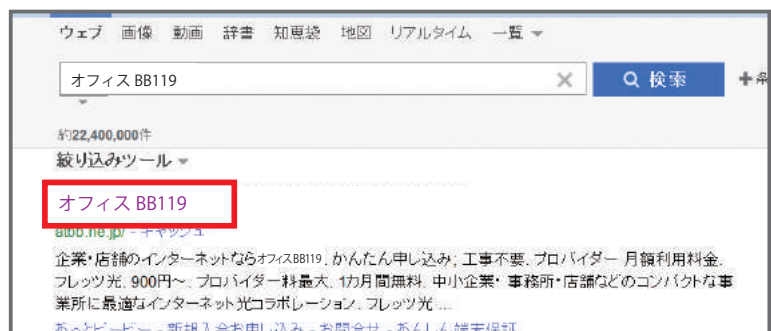 ウェブ 画像 動画 辞書 知恵袋 地図 リアルタイム 一覧
オフィス BB119 検索
約22,400,000件
絞り込みツール
オフィス BB119
企業・店舗のインターネットならオフィスBB119. かんたん申し込み; 工事不要. プロバイダー 月額利用料金.
フレッツ光. 900円〜. プロバイダー料最大. 1カ月間無料. 中小企業・ 事務所・店舗などのコンパクトな事
業所に最適なインターネット光コラボレーション. フレッツ光 ...